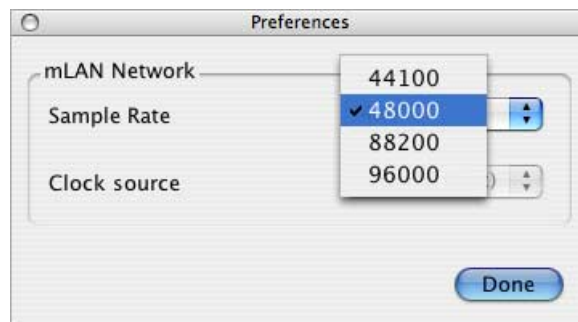 Preferences
mLAN Network
44100
Sample Rate
✓ 48000
88200
Clock source
96000
Done